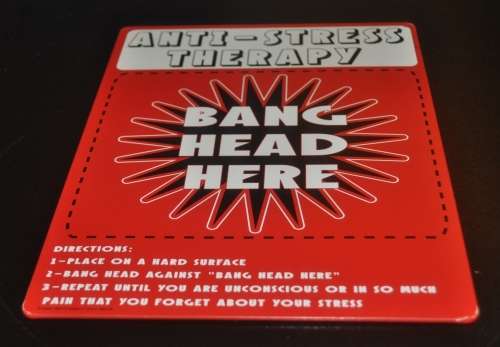 ANTI-STRESS
THERAPY
BANG
HEAD
HERE
DIRECTIONS:
1-PLACE ON A HARD SURFACE
2-BANG HEAD AGAINST "BANG HEAD HERE"
3-REPEAT UNTIL YOU ARE UNCONSCIOUS OR IN SO MUCH
PAIN THAT YOU FORGET ABOUT YOUR STRESS